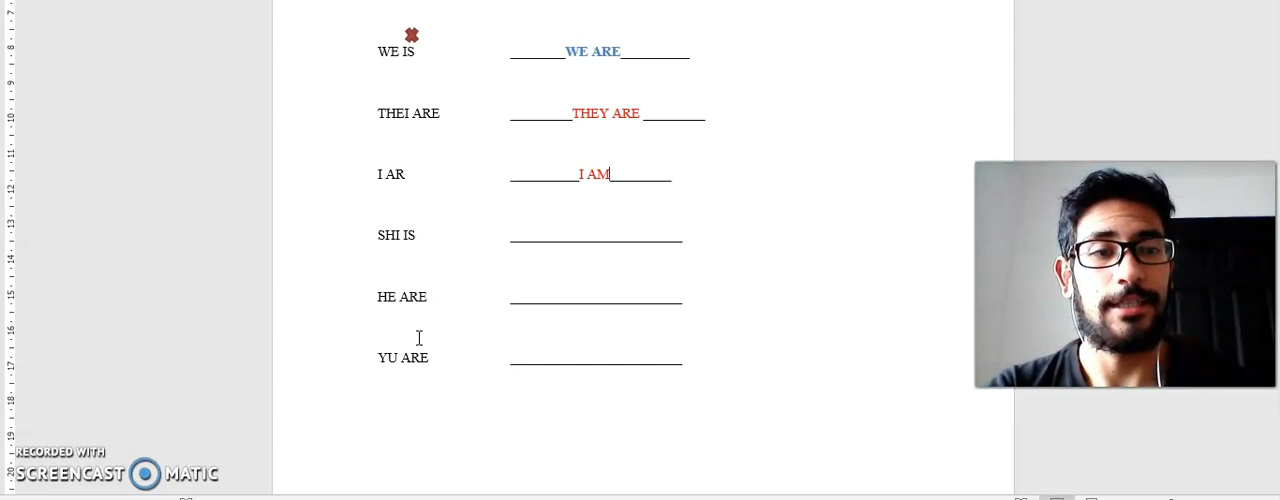 WE IS _______WE ARE_________
THEI ARE ________THEY ARE ________
I AR _________I AM________
SHI IS ______________________
HE ARE ______________________
YU ARE ______________________
RECORDED WITH
SCREENCAST MATIC